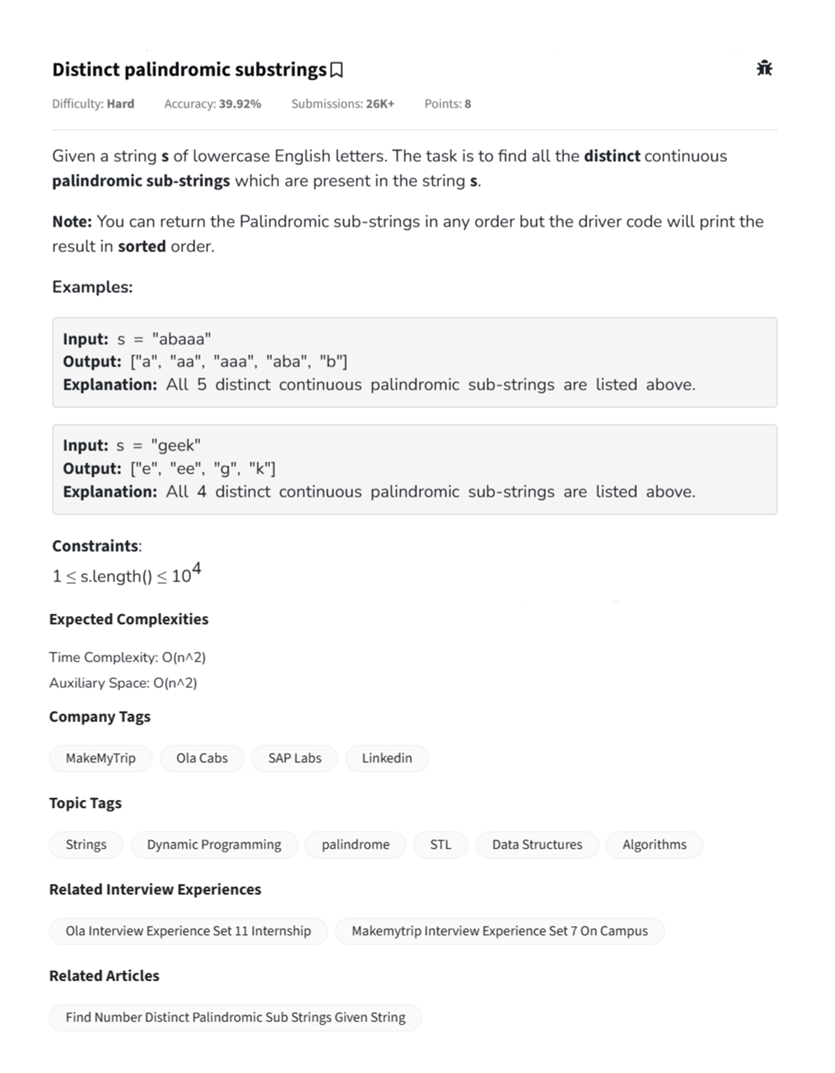 Distinct palindromic substrings
Difficulty: Hard Accuracy: 39.92% Submissions: 26K+ Points: 8
Given a string s of lowercase English letters. The task is to find all the distinct continuous
palindromic sub-strings which are present in the string s.
Note: You can return the Palindromic sub-strings in any order but the driver code will print the
result in sorted order.
Examples:
Input: s = "abaaa"
Output: ["a", "aa", "aaa", "aba", "b"]
Explanation: All 5 distinct continuous palindromic sub-strings are listed above.
Input: s = "geek"
Output: ["e", "ee", "g", "k"]
Explanation: All 4 distinct continuous palindromic sub-strings are listed above.
Constraints:
1 ≤ s.length() ≤ 10^4
Expected Complexities
Time Complexity: O(n^2)
Auxiliary Space: O(n^2)
Company Tags
MakeMyTrip Ola Cabs SAP Labs Linkedin
Topic Tags
Strings Dynamic Programming palindrome STL Data Structures Algorithms
Related Interview Experiences
Ola Interview Experience Set 11 Internship Makemytrip Interview Experience Set 7 On Campus
Related Articles
Find Number Distinct Palindromic Sub Strings Given String